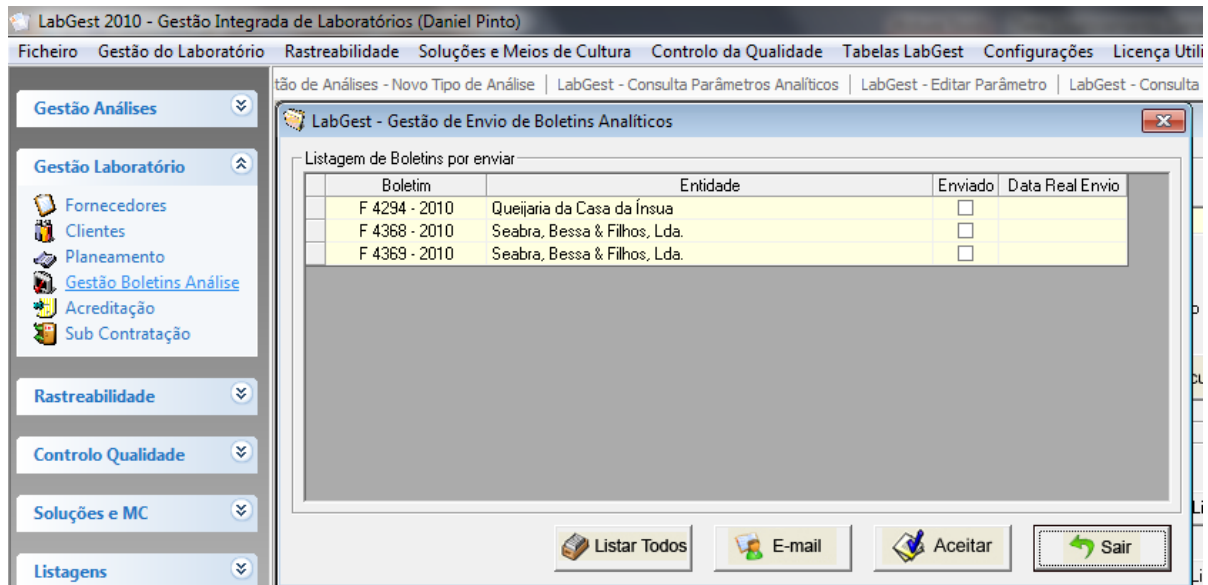 LabGest 2010 - Gestão Integrada de Laboratórios (Daniel Pinto)
Ficheiro Gestão do Laboratório Rastreabilidade Soluções e Meios de Cultura Controlo da Qualidade Tabelas LabGest Configurações Licença Utili
tão de Análises - Novo Tipo de Análise | LabGest - Consulta Parâmetros Analíticos | LabGest - Editar Parâmetro | LabGest - Consulta
Gestão Análises
Gestão Laboratório
Fornecedores
Clientes
Planeamento
Gestão Boletins Análise
Acreditação
Sub Contratação
Rastreabilidade
Controlo Qualidade
Soluções e MC
Listagens
LabGest - Gestão de Envio de Boletins Analíticos
Listagem de Boletins por enviar
Boletim Entidade Enviado Data Real Envio
F 4294 - 2010 Queijaria da Casa da Ínsua
F 4368 - 2010 Seabra, Bessa & Filhos, Lda.
F 4369 - 2010 Seabra, Bessa & Filhos, Lda.
Listar Todos E-mail Aceitar Sair